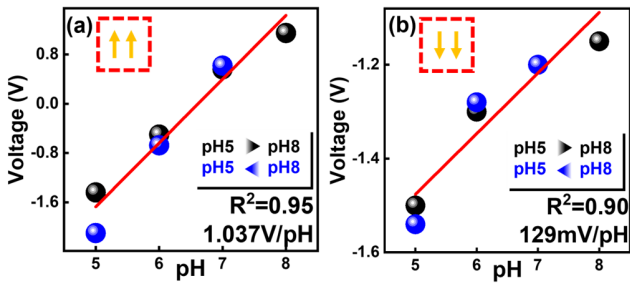 (a)
Voltage (V)
0.8
0.0
-0.8
-1.6
pH5 pH8
pH5 pH8
R²=0.95
1.037V/pH
5 6 7 8
pH
(b)
Voltage (V)
-1.2
-1.4
-1.6
pH5 pH8
pH5 pH8
R²=0.90
129mV/pH
5 6 7 8
pH